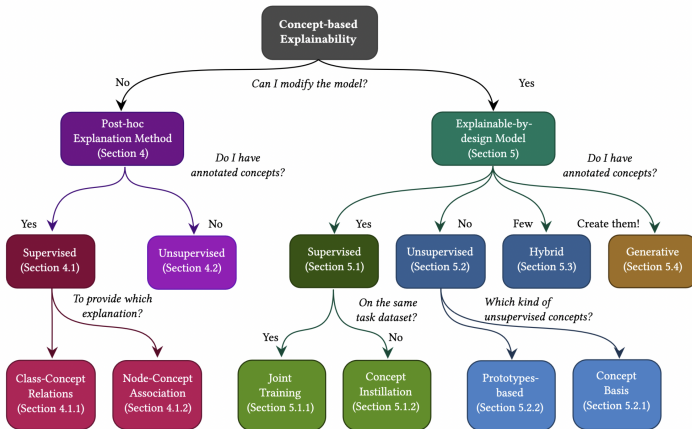 Concept-based
Explainability
No
Can I modify the model?
Yes
Post-hoc
Explanation Method
(Section 4)
Explainable-by-
design Model
(Section 5)
Do I have
annotated concepts?
Do I have
annotated concepts?
Yes
No
Yes
No
Few
Create them!
Supervised
(Section 4.1)
Unsupervised
(Section 4.2)
Supervised
(Section 5.1)
Unsupervised
(Section 5.2)
Hybrid
(Section 5.3)
Generative
(Section 5.4)
To provide which
explanation?
On the same
task dataset?
Which kind of
unsupervised concepts?
Yes
No
Class-Concept
Relations
(Section 4.1.1)
Node-Concept
Association
(Section 4.1.2)
Joint
Training
(Section 5.1.1)
Concept
Instillation
(Section 5.1.2)
Prototypes-
based
(Section 5.2.2)
Concept
Basis
(Section 5.2.1)